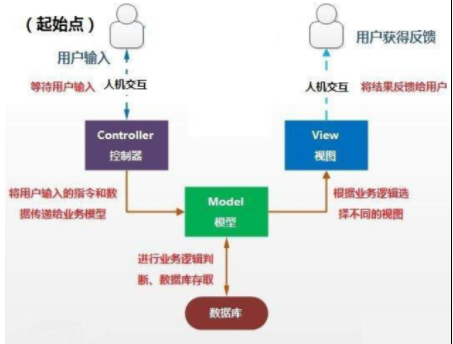 （起始点）
用户输入
用户获得反馈
等待用户输入
人机交互
人机交互
将结果反馈给用户
Controller
控制器
View
视图
将用户输入的指令和数
据传递给业务模型
Model
模型
根据业务逻辑选
择不同的视图
进行业务逻辑判
断、数据库存取
数据库